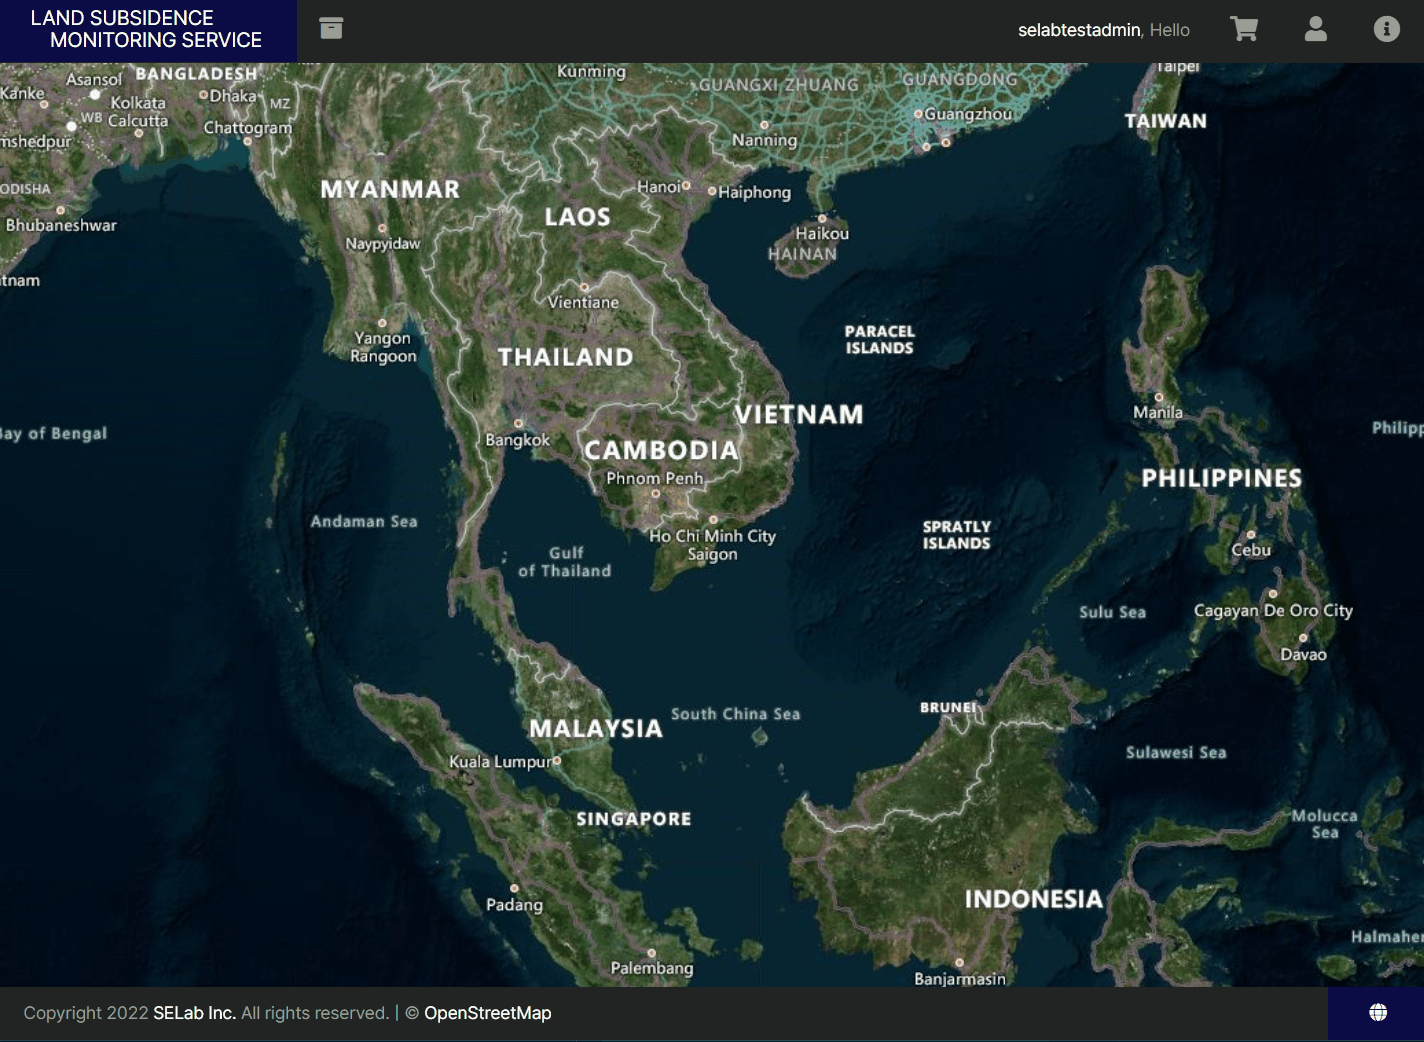 LAND SUBSIDENCE
MONITORING SERVICE
selabtestadmin, Hello
Kunming
Taipei
Asansol
BANGLADESH
GUANGXI ZHUANG
GUANGDONG
Kanke
Dhaka
MZ
Kolkata
WB Calcutta
Guangzhou
TAIWAN
Chattogram
mshedpur
Nanning
MYANMAR
ODISHA
Hanoi
Haiphong
LAOS
Bhubaneshwar
Haikou
Naypyidaw
HAINAN
tnam
Vientiane
PARACEL
ISLANDS
Yangon
Rangoon
THAILAND
Manila
VIETNAM
Bay of Bengal
Philipp
Bangkok
CAMBODIA
Phnom Penh
PHILIPPINES
Andaman Sea
SPRATLY
ISLANDS
Ho Chi Minh City
Saigon
Cebu
Gulf
of Thailand
Sulu Sea
Cagayan De Oro City
Davao
BRUNEI
South China Sea
MALAYSIA
Sulawesi Sea
Kuala Lumpur
SINGAPORE
Molucca
Sea
Padang
INDONESIA
Halmaher
Palembang
Banjarmasin
Copyright 2022 SELab Inc. All rights reserved. | © OpenStreetMap